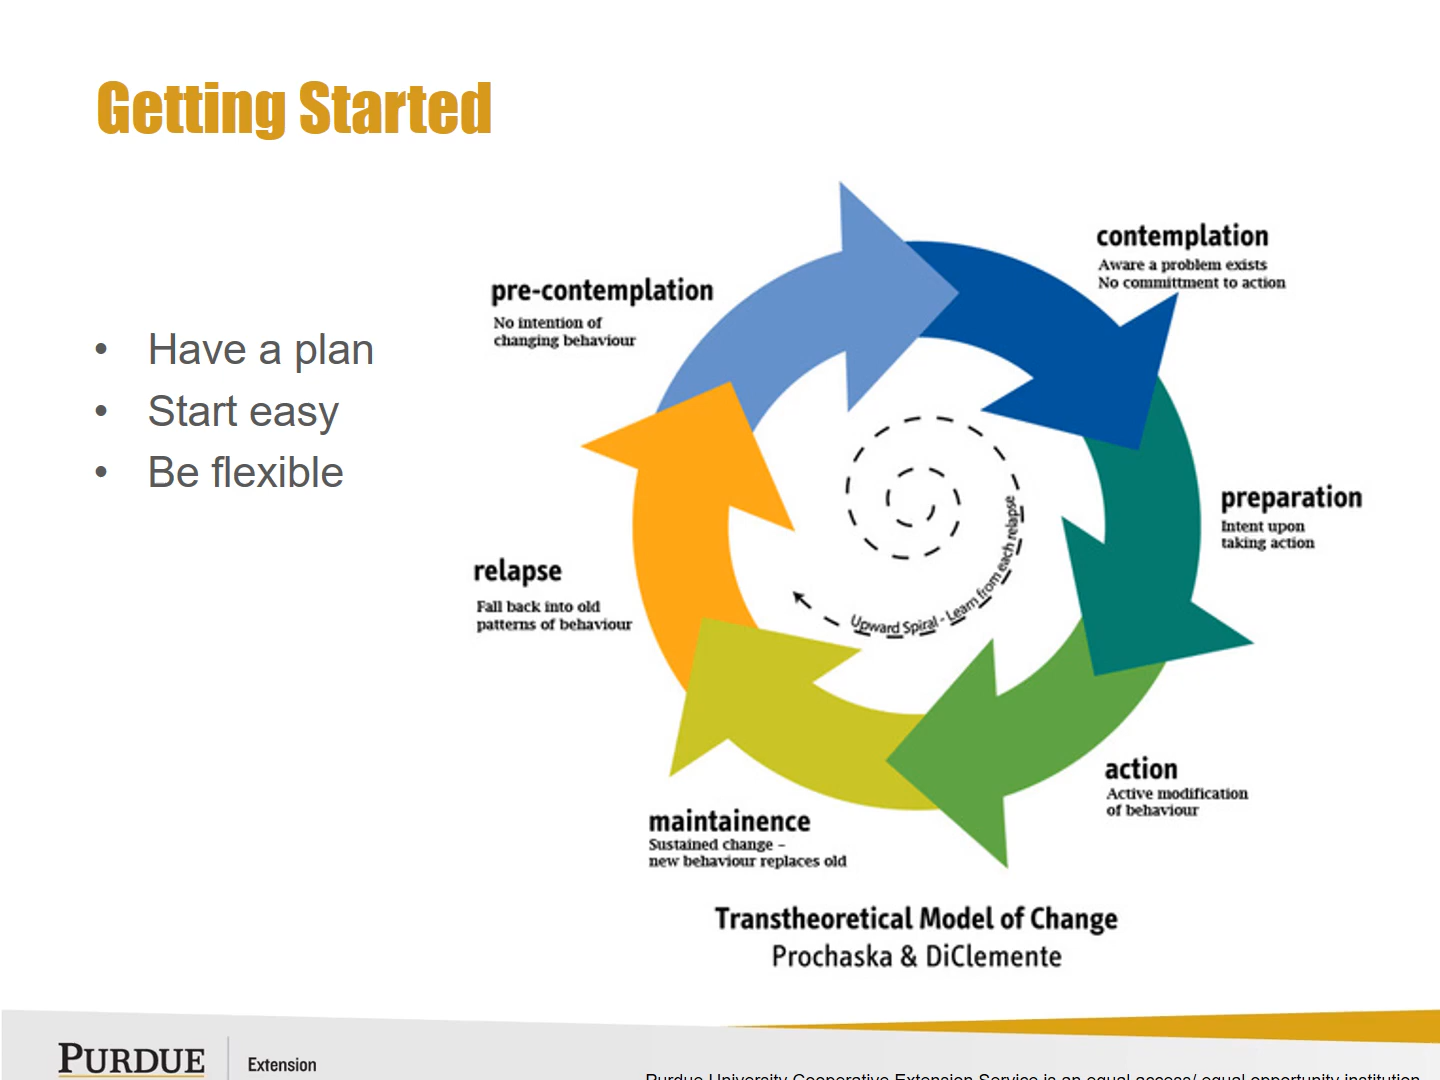 Getting Started
• Have a plan
• Start easy
• Be flexible
pre-contemplation
No intention of
changing behaviour
contemplation
Aware a problem exists
No committment to action
preparation
Intent upon
taking action
action
Active modification
of behaviour
maintainence
Sustained change –
new behaviour replaces old
relapse
Fall back into old
patterns of behaviour
Upward Spiral - Learn from each relapse
Transtheoretical Model of Change
Prochaska & DiClemente
PURDUE
Extension
Purdue University Cooperative Extension Service is an equal access/ equal opportunity institution